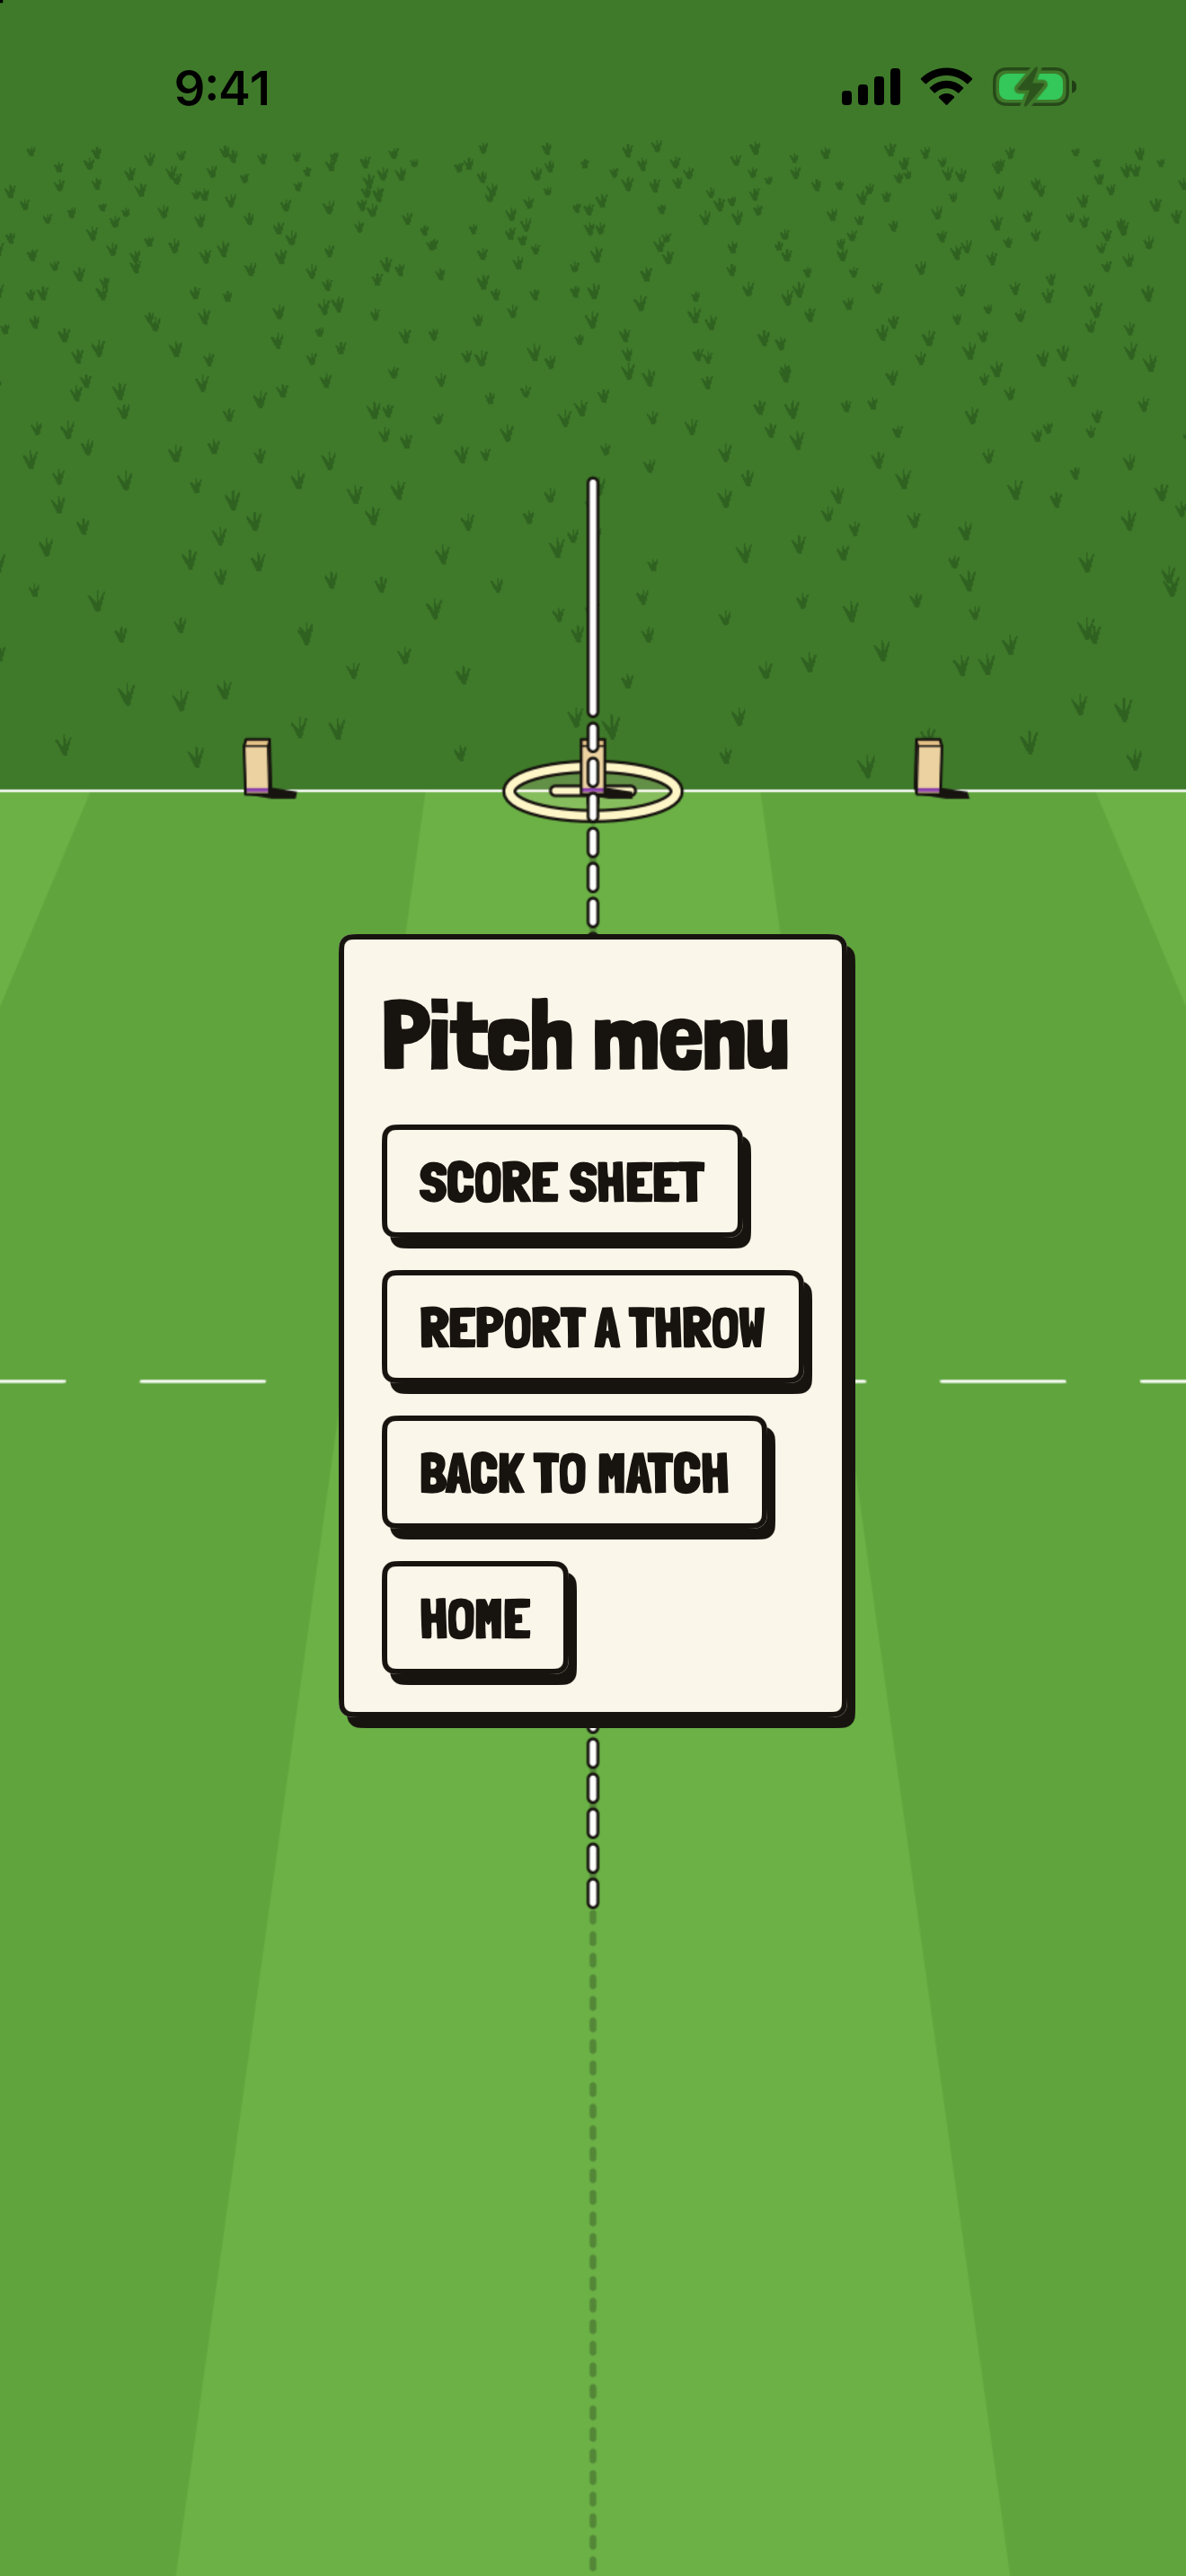 9:41
Pitch menu
SCORE SHEET
REPORT A THROW
BACK TO MATCH
HOME